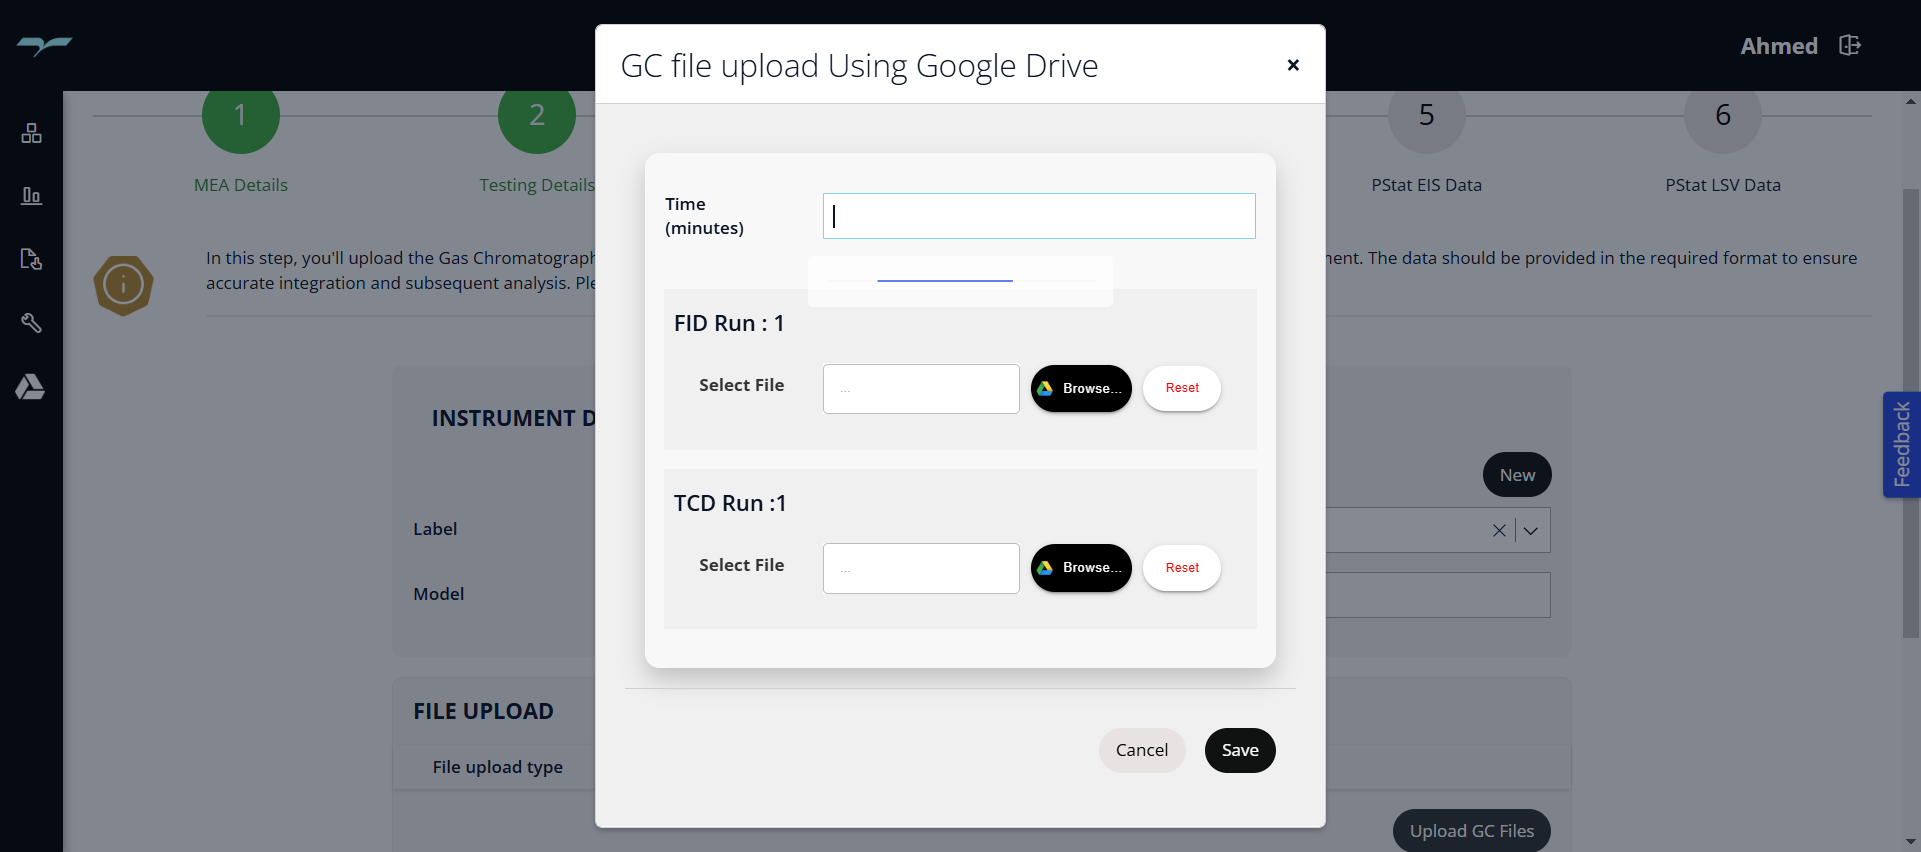 GC file upload Using Google Drive
×
Ahmed
1
2
5
6
MEA Details
Testing Details
PStat EIS Data
PStat LSV Data
In this step, you'll upload the Gas Chromatograph
ment. The data should be provided in the required format to ensure
accurate integration and subsequent analysis.
Time
(minutes)
FID Run : 1
Select File
...
Browse...
Reset
TCD Run :1
Select File
...
Browse...
Reset
Cancel
Save
INSTRUMENT D
New
Label
Model
FILE UPLOAD
File upload type
Upload GC Files
Feedback